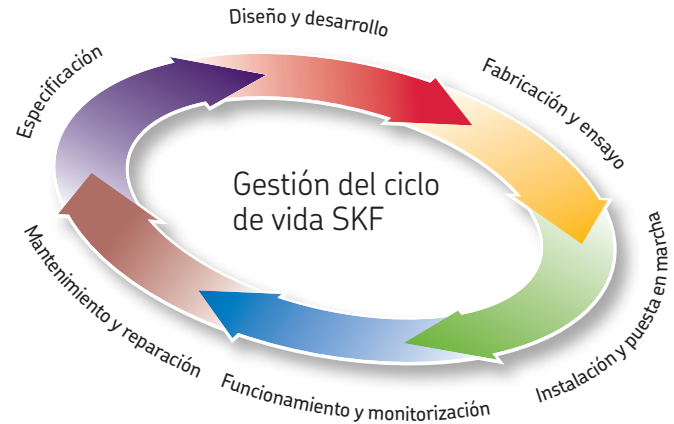 Diseño y desarrollo
Especificación
Fabricación y ensayo
Gestión del ciclo
de vida SKF
Instalación y puesta en marcha
Mantenimiento y reparación
Funcionamiento y monitorización